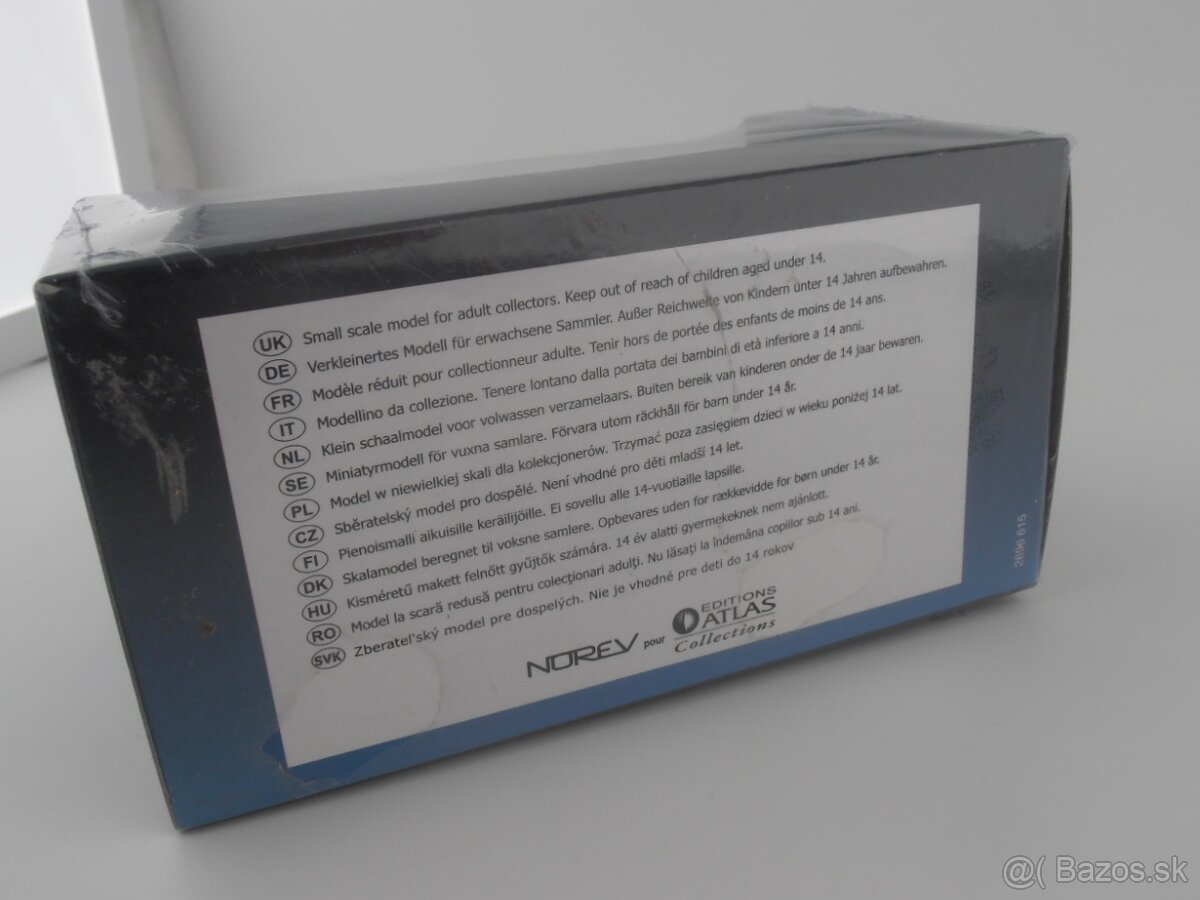 UK Small scale model for adult collectors. Keep out of reach of children aged under 14.
DE Verkleinertes Modell für erwachsene Sammler. Außer Reichweite von Kindern unter 14 Jahren aufbewahren.
FR Modèle réduit pour collectionneur adulte. Tenir hors de portée des enfants de moins de 14 ans.
IT Modellino da collezione. Tenere lontano dalla portata dei bambini di età inferiore a 14 anni.
NL Klein schaalmodel voor volwassen verzamelaars. Buiten bereik van kinderen onder de 14 jaar bewaren.
SE Miniatyrmodell för vuxna samlare. Förvara utom räckhåll för barn under 14 år.
PL Model w niewielkiej skali dla kolekcjonerów. Trzymać poza zasięgiem dzieci w wieku poniżej 14 lat.
CZ Sběratelský model pro dospělé. Není vhodné pro děti mladší 14 let.
FI Pienoismalli aikuisille keräilijöille. Ei sovellu alle 14-vuotiaille lapsille.
DK Skalamodel beregnet til voksne samlere. Opbevares uden for rækkevidde for børn under 14 år.
HU Kisméretű makett felnőtt gyűjtők számára. 14 év alatti gyermekeknek nem ajánlott.
RO Model la scară redusă pentru colecţionari adulţi. Nu lăsaţi la îndemâna copiilor sub 14 ani.
SVK Zberatel'ský model pre dospelých. Nie je vhodné pre deti do 14 rokov
NOREV pour EDITIONS ATLAS Collections
2696 615
@( Bazos.sk